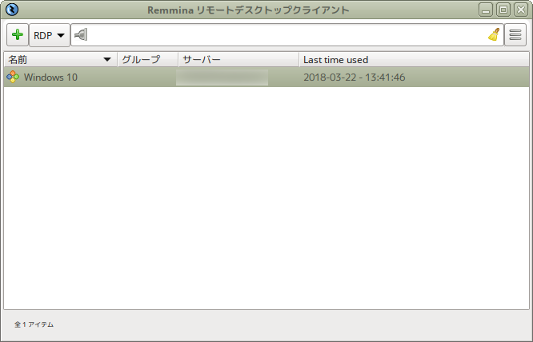 Remmina リモートデスクトップクライアント
RDP
名前 グループ サーバー Last time used
Windows 10 2018-03-22 - 13:41:46
全 1 アイテム